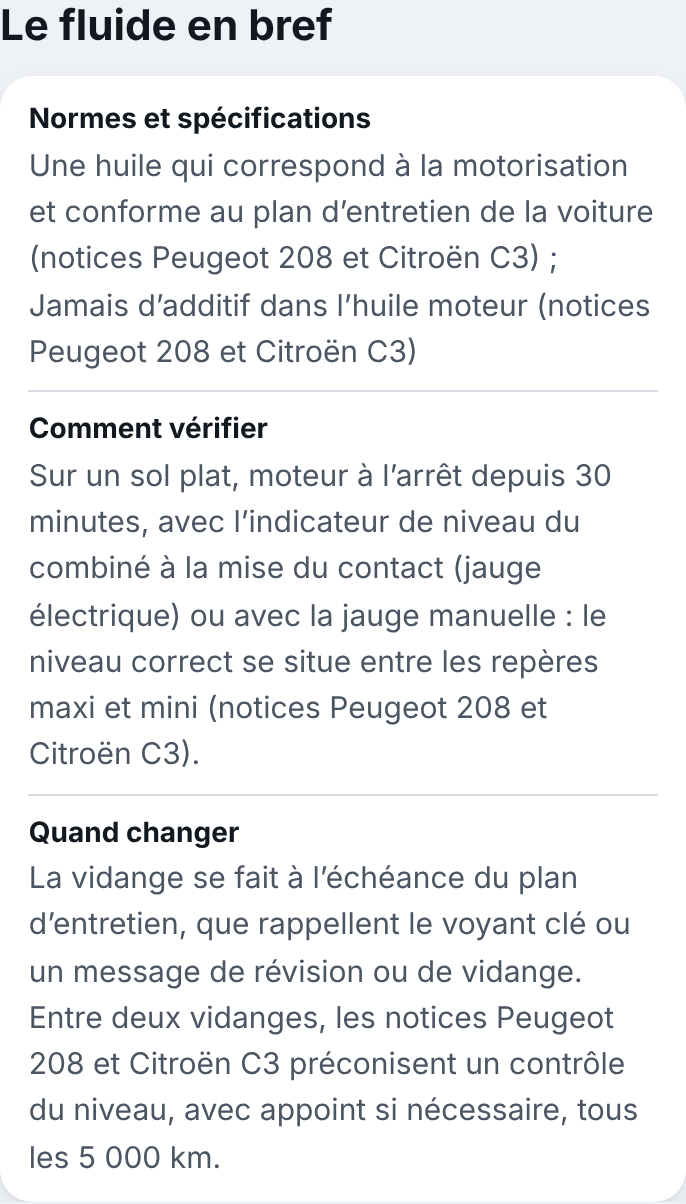 Le fluide en bref
Normes et spécifications
Une huile qui correspond à la motorisation
et conforme au plan d’entretien de la voiture
(notices Peugeot 208 et Citroën C3) ;
Jamais d’additif dans l’huile moteur (notices
Peugeot 208 et Citroën C3)
Comment vérifier
Sur un sol plat, moteur à l’arrêt depuis 30
minutes, avec l’indicateur de niveau du
combiné à la mise du contact (jauge
électrique) ou avec la jauge manuelle : le
niveau correct se situe entre les repères
maxi et mini (notices Peugeot 208 et
Citroën C3).
Quand changer
La vidange se fait à l’échéance du plan
d’entretien, que rappellent le voyant clé ou
un message de révision ou de vidange.
Entre deux vidanges, les notices Peugeot
208 et Citroën C3 préconisent un contrôle
du niveau, avec appoint si nécessaire, tous
les 5 000 km.